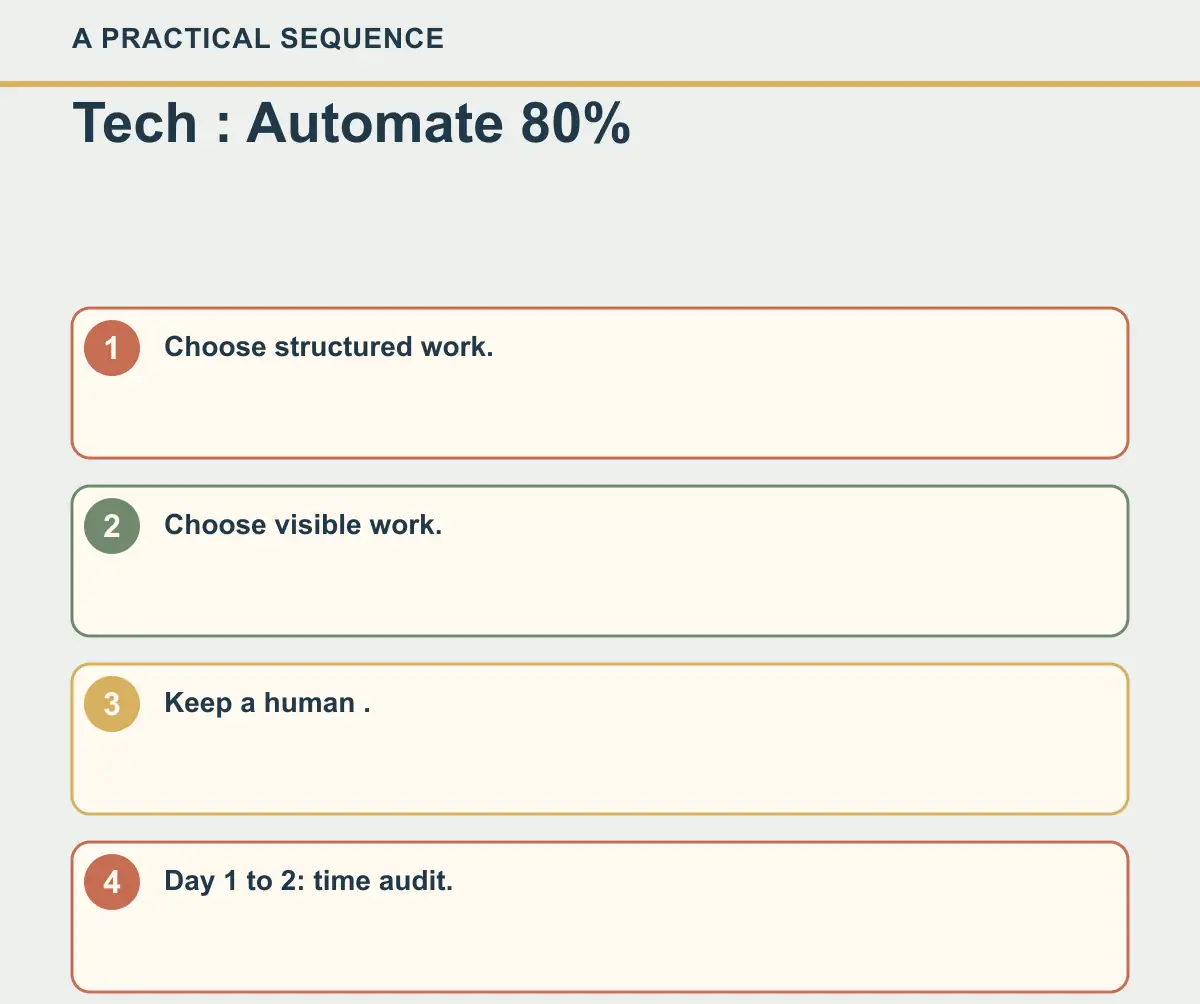 A PRACTICAL SEQUENCE
Tech : Automate 80%
1 Choose structured work.
2 Choose visible work.
3 Keep a human .
4 Day 1 to 2: time audit.